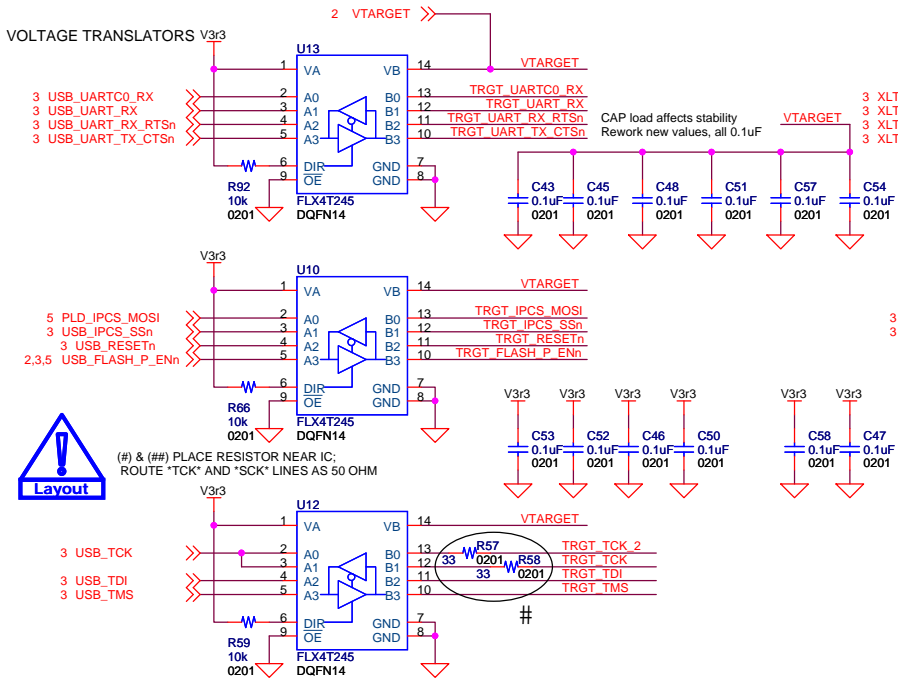 2 VTARGET
VOLTAGE TRANSLATORS V3r3
U13
1 VA VB 14 VTARGET
3 USB_UARTC0_RX 2 A0 B0 13 TRGT_UARTC0_RX
3 USB_UART_RX 3 A1 B1 12 TRGT_UART_RX
3 USB_UART_RX_RTSn 4 A2 B2 11 TRGT_UART_RX_RTSn
3 USB_UART_TX_CTSn 5 A3 B3 10 TRGT_UART_TX_CTSn
6 DIR GND 7
9 OE GND 8
R92
10k
0201
FLX4T245
DQFN14
CAP load affects stability
Rework new values, all 0.1uF
VTARGET
3 XLT
3 XLT
3 XLT
3 XLT
C43 C45 C48 C51 C57 C54
0.1uF 0.1uF 0.1uF 0.1uF 0.1uF 0.1uF
0201 0201 0201 0201 0201 0201
V3r3
U10
1 VA VB 14 VTARGET
5 PLD_IPCS_MOSI 2 A0 B0 13 TRGT_IPCS_MOSI
3 USB_IPCS_SSn 3 A1 B1 12 TRGT_IPCS_SSn
3 USB_RESETn 4 A2 B2 11 TRGT_RESETn
2,3,5 USB_FLASH_P_ENn 5 A3 B3 10 TRGT_FLASH_P_ENn
6 DIR GND 7
9 OE GND 8
R66
10k
0201
FLX4T245
DQFN14
3
3
V3r3 V3r3 V3r3 V3r3 V3r3 V3r3
C53 C52 C46 C50 C58 C47
0.1uF 0.1uF 0.1uF 0.1uF 0.1uF 0.1uF
0201 0201 0201 0201 0201 0201
!
Layout
(#) & (##) PLACE RESISTOR NEAR IC;
ROUTE *TCK* AND *SCK* LINES AS 50 OHM
V3r3
U12
1 VA VB 14 VTARGET
3 USB_TCK 2 A0 B0 13 R57 TRGT_TCK_2
3 A1 B1 12 33 0201 R58 TRGT_TCK
3 USB_TDI 4 A2 B2 11 33 0201 TRGT_TDI
3 USB_TMS 5 A3 B3 10 TRGT_TMS
6 DIR GND 7
9 OE GND 8
#
R59
10k
0201
FLX4T245
DQFN14